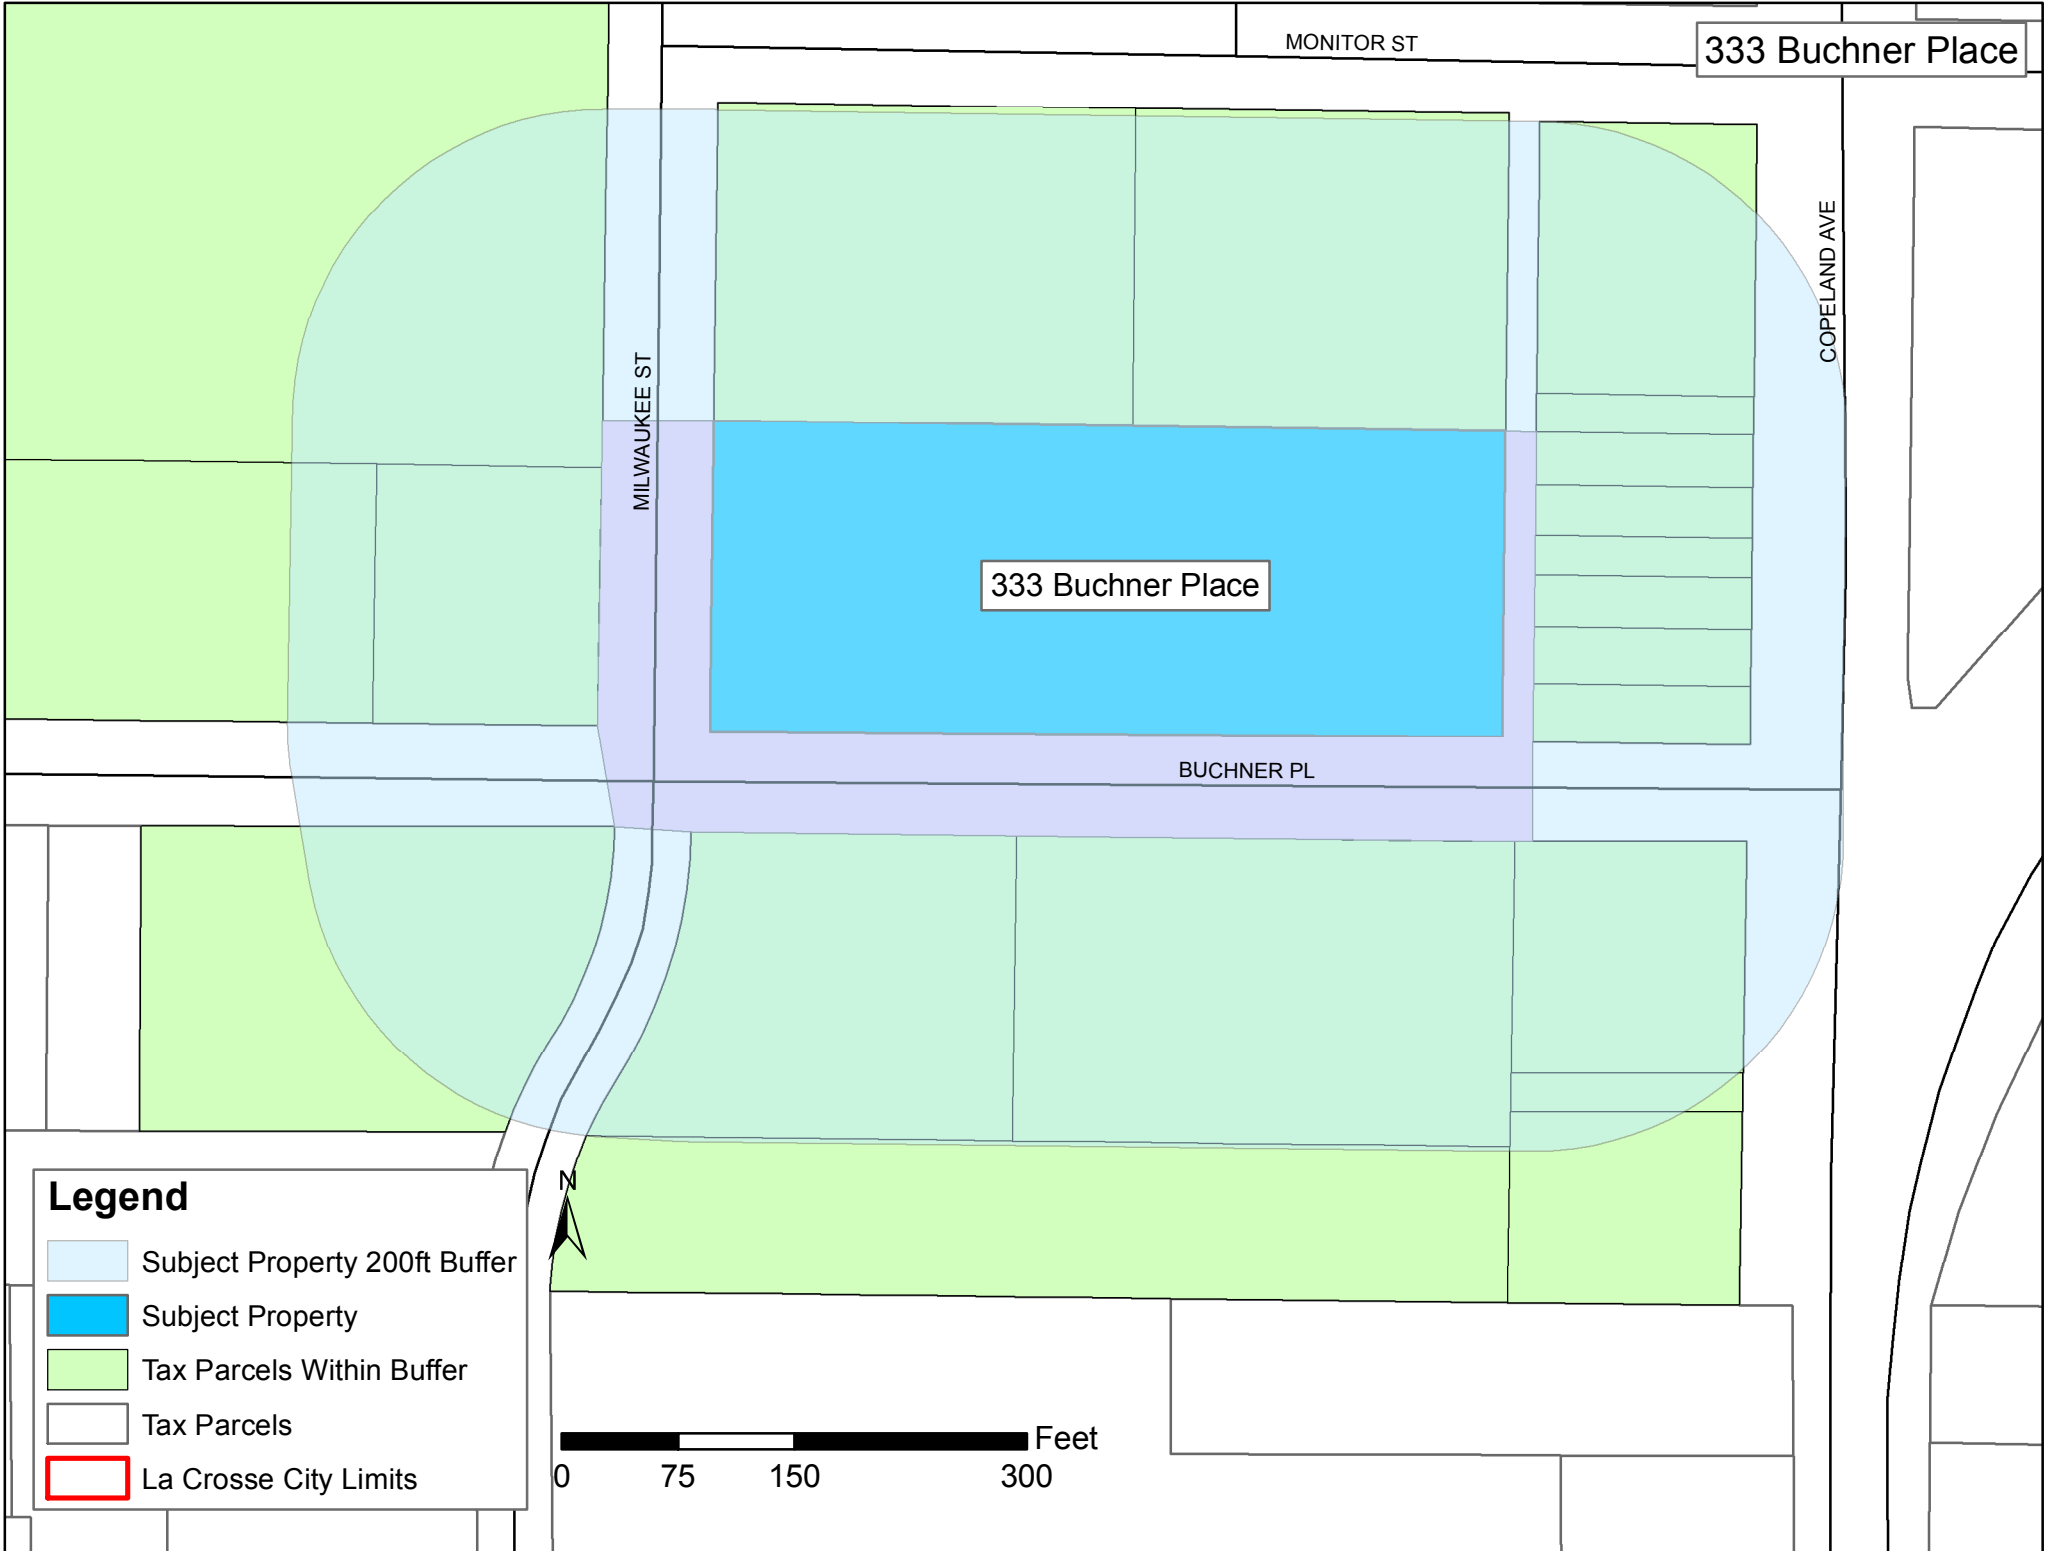 MONITOR ST
333 Buchner Place
COPELAND AVE
MILWAUKEE ST
333 Buchner Place
BUCHNER PL
N
Legend
Subject Property 200ft Buffer
Subject Property
Tax Parcels Within Buffer
Tax Parcels
La Crosse City Limits
Feet
0 75 150 300